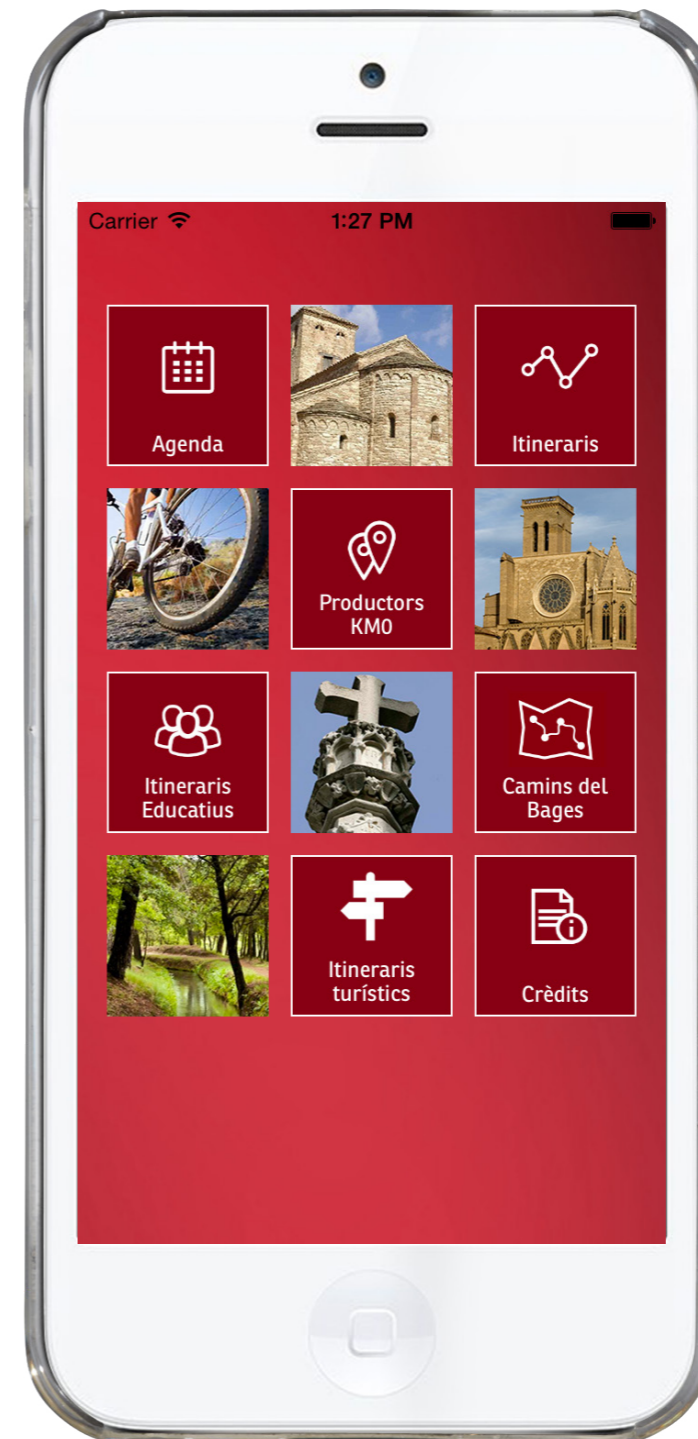 Carrier 1:27 PM
Agenda
Itineraris
Productors
KM0
Itineraris
Educatius
Camins del
Bages
Itineraris
turístics
Crèdits